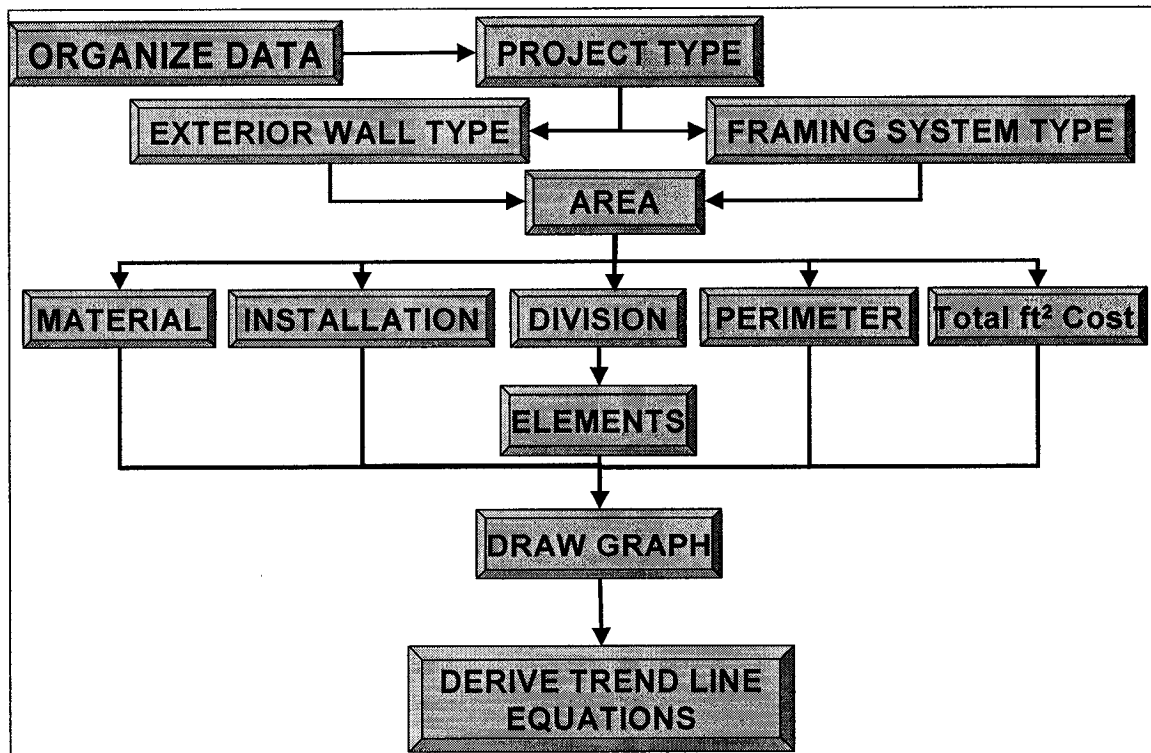 ORGANIZE DATA
PROJECT TYPE
EXTERIOR WALL TYPE
FRAMING SYSTEM TYPE
AREA
MATERIAL
INSTALLATION
DIVISION
PERIMETER
Total ft² Cost
ELEMENTS
DRAW GRAPH
DERIVE TREND LINE
EQUATIONS